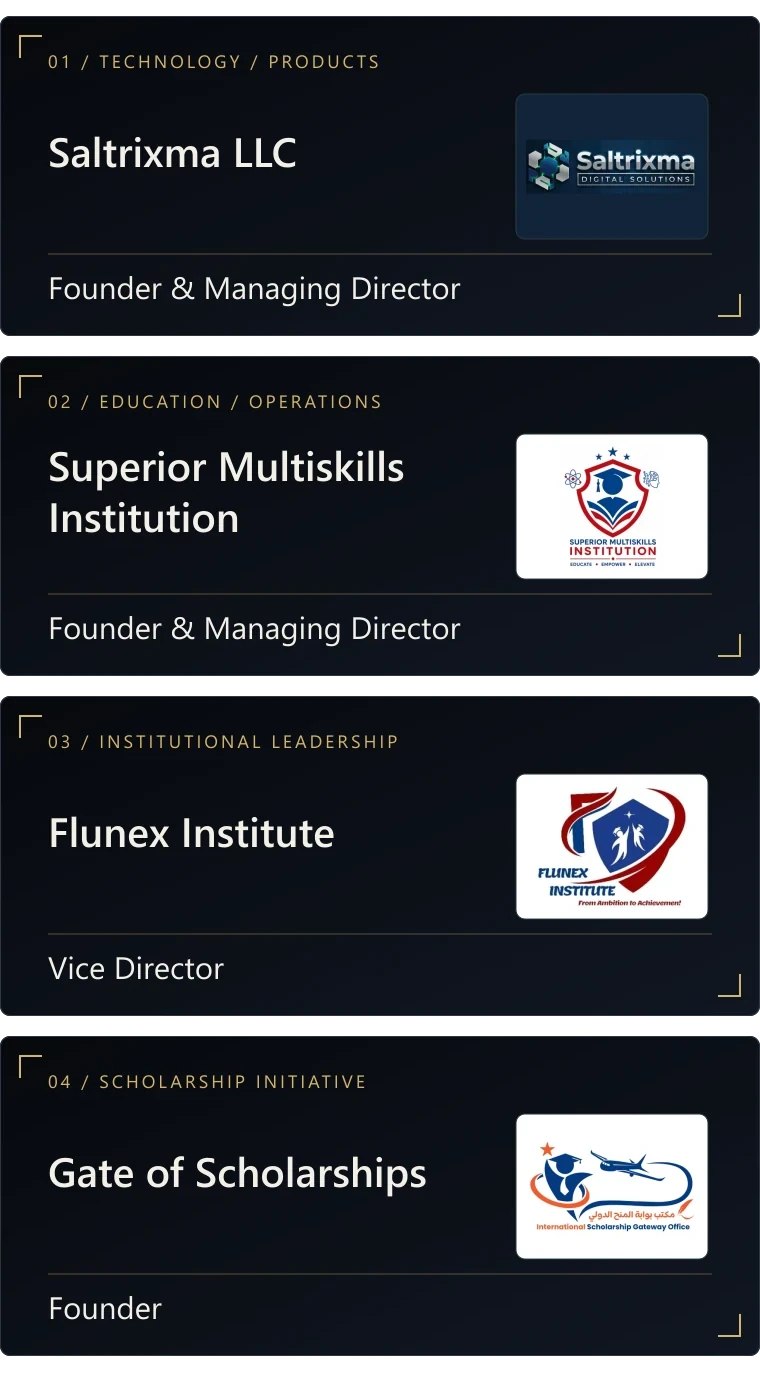 01 / TECHNOLOGY / PRODUCTS
Saltrixma LLC
Saltrixma
DIGITAL SOLUTIONS
Founder & Managing Director
02 / EDUCATION / OPERATIONS
Superior Multiskills
Institution
SUPERIOR MULTISKILLS
INSTITUTION
EDUCATE • EMPOWER • ELEVATE
Founder & Managing Director
03 / INSTITUTIONAL LEADERSHIP
Flunex Institute
FLUNEX
INSTITUTE
From Ambition to Achievement!
Vice Director
04 / SCHOLARSHIP INITIATIVE
Gate of Scholarships
مكتب بوابة المنح الدولي
International Scholarship Gateway Office
Founder